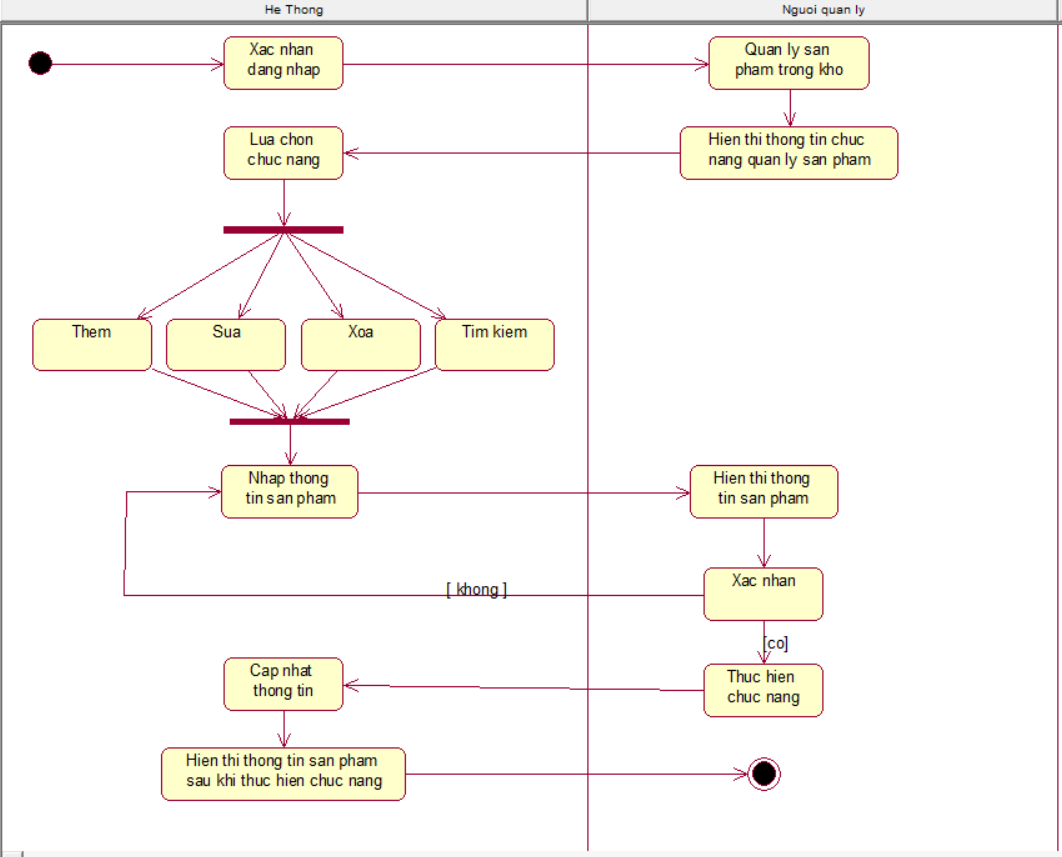 He Thong
Nguoi quan ly
Xac nhan
dang nhap
Quan ly san
pham trong kho
Lua chon
chuc nang
Hien thi thong tin chuc
nang quan ly san pham
Them
Sua
Xoa
Tim kiem
Nhap thong
tin san pham
Hien thi thong
tin san pham
Xac nhan
[ khong ]
[co]
Cap nhat
thong tin
Thuc hien
chuc nang
Hien thi thong tin san pham
sau khi thuc hien chuc nang